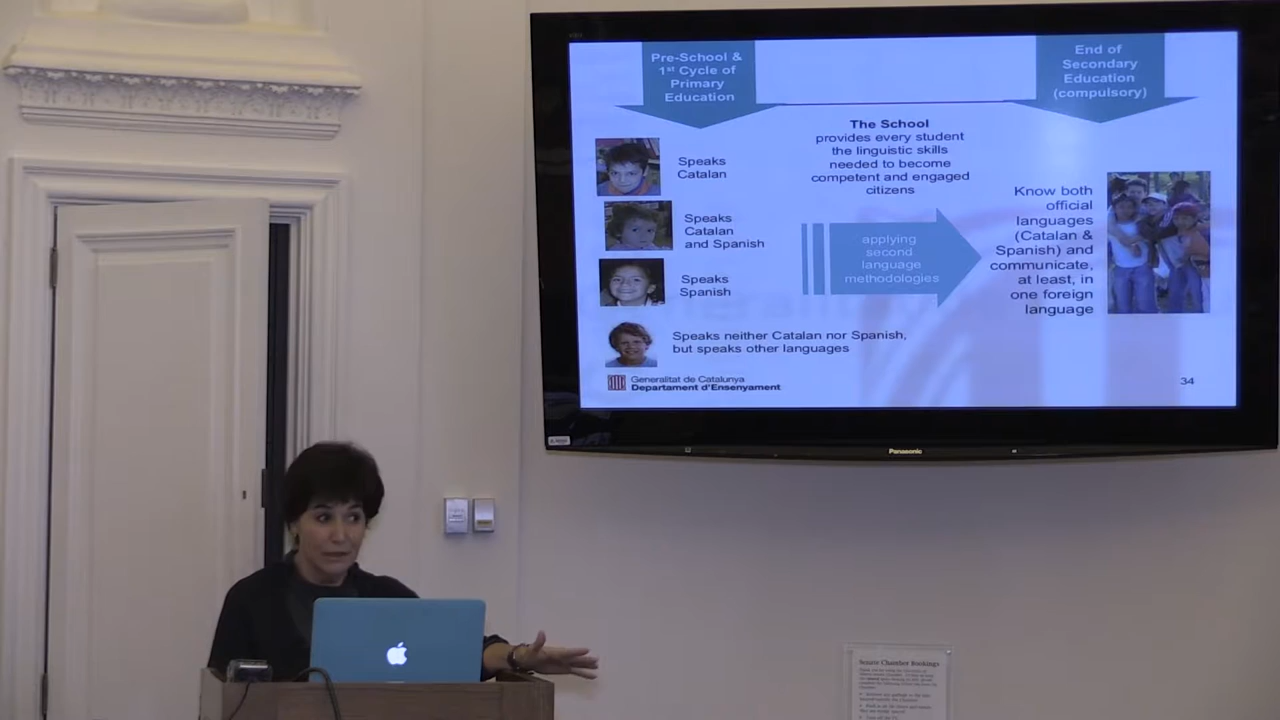 Pre-School &
1st Cycle of
Primary
Education
End of
Secondary
Education
(compulsory)
The School
provides every student
the linguistic skills
needed to become
competent and engaged
citizens
Speaks
Catalan
Speaks
Catalan
and Spanish
Speaks
Spanish
Speaks neither Catalan nor Spanish,
but speaks other languages
applying
second
language
methodologies
Know both
official
languages
(Catalan &
Spanish) and
communicate,
at least, in
one foreign
language
Generalitat de Catalunya
Departament d'Ensenyament
34
Panasonic
Senate Chamber Bookings